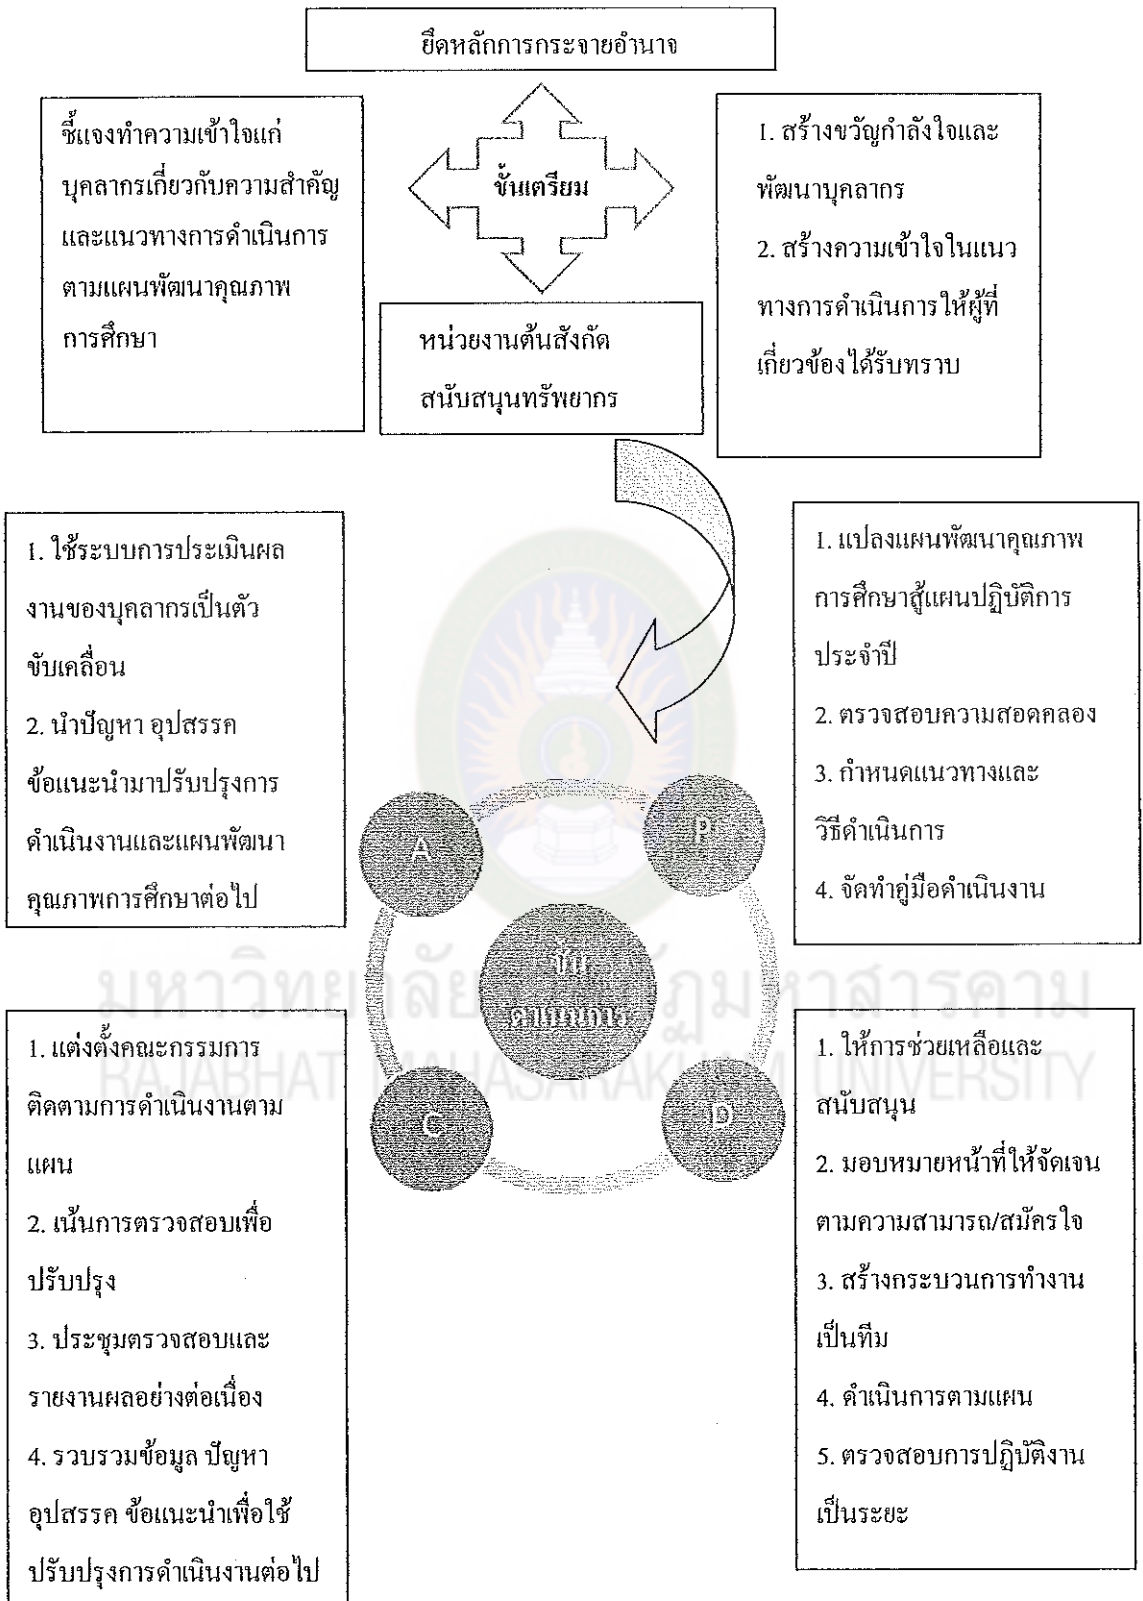 ยึดหลักการกระจายอำนาจ
ชี้แจงทำความเข้าใจแก่
บุคลากรเกี่ยวกับความสำคัญ
และแนวทางการดำเนินการ
ตามแผนพัฒนาคุณภาพ
การศึกษา
ขั้นเตรียม
1. สร้างขวัญกำลังใจและ
พัฒนาบุคลากร
2. สร้างความเข้าใจในแนว
ทางการดำเนินการให้ผู้ที่
เกี่ยวข้องได้รับทราบ
หน่วยงานต้นสังกัด
สนับสนุนทรัพยากร
1. ใช้ระบบการประเมินผล
งานของบุคลากรเป็นตัว
ขับเคลื่อน
2. นำปัญหา อุปสรรค
ข้อแนะนำมาปรับปรุงการ
ดำเนินงานและแผนพัฒนา
คุณภาพการศึกษาต่อไป
1. แปลงแผนพัฒนาคุณภาพ
การศึกษาสู้แผนปฏิบัติการ
ประจำปี
2. ตรวจสอบความสอดคลอง
3. กำหนดแนวทางและ
วิธีดำเนินการ
4. จัดทำคู่มือดำเนินงาน
A
P
ขั้น
ดำเนินการ
C
D
1. แต่งตั้งคณะกรรมการ
ติดตามการดำเนินงานตาม
แผน
2. เน้นการตรวจสอบเพื่อ
ปรับปรุง
3. ประชุมตรวจสอบและ
รายงานผลอย่างต่อเนื่อง
4. รวบรวมข้อมูล ปัญหา
อุปสรรค ข้อแนะนำเพื่อใช้
ปรับปรุงการดำเนินงานต่อไป
1. ให้การช่วยเหลือและ
สนับสนุน
2. มอบหมายหน้าที่ให้จัดเจน
ตามความสามารถ/สมัครใจ
3. สร้างกระบวนการทำงาน
เป็นทีม
4. ดำเนินการตามแผน
5. ตรวจสอบการปฏิบัติงาน
เป็นระยะ
RAJABHAT MAHASARAKHAM UNIVERSITY